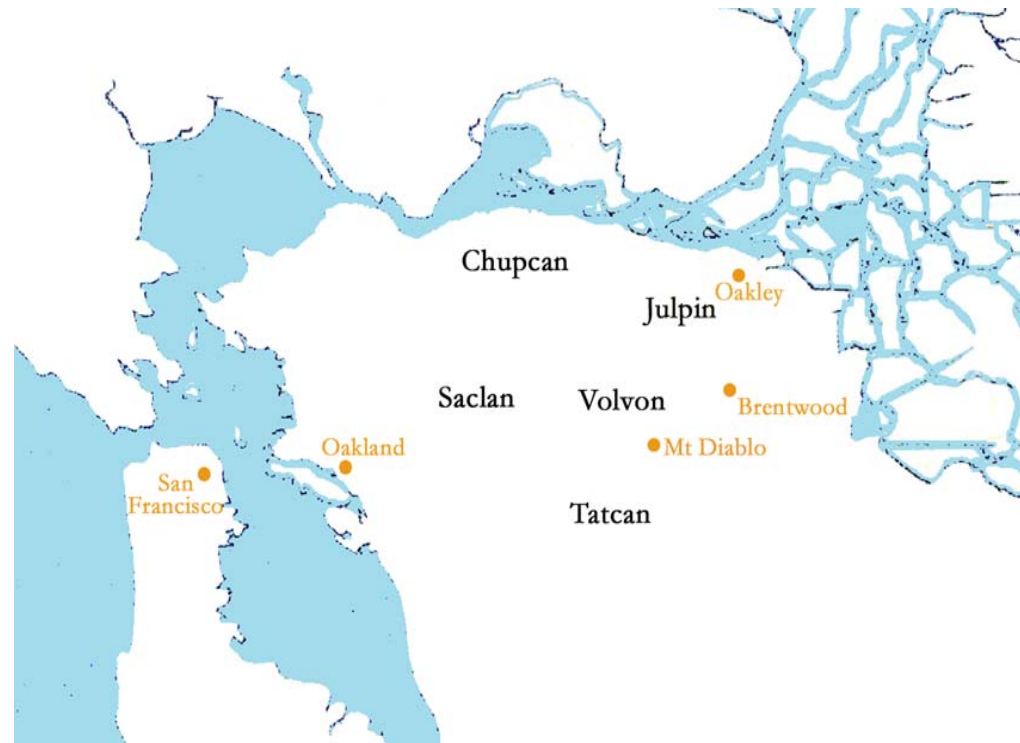 Chupcan
Oakley
Julpin
Saclan
Volvon
Brentwood
Oakland
Mt Diablo
San
Francisco
Tatcan